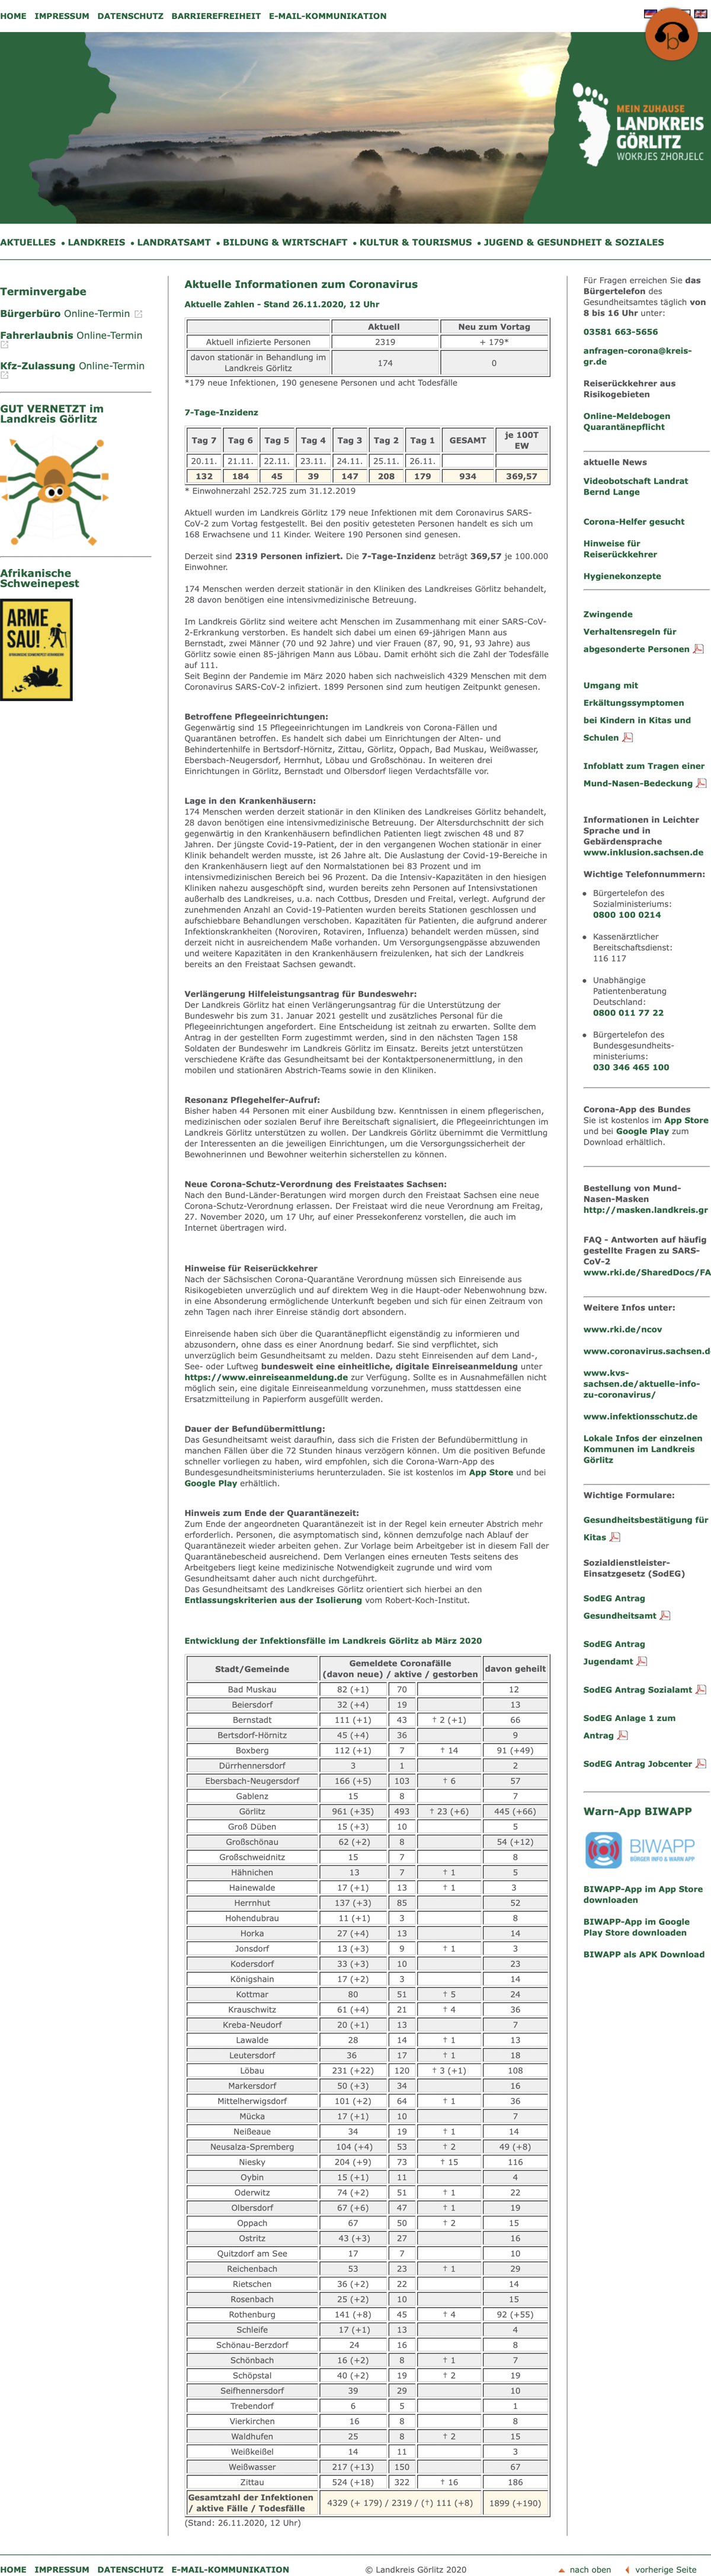 HOME IMPRESSUM DATENSCHUTZ BARRIEREFREIHEIT E-MAIL-KOMMUNIKATION
MEIN ZUHAUSE
LANDKREIS
GÖRLITZ
WOKRJES ZHORJELC
AKTUELLES • LANDKREIS • LANDRATSAMT • BILDUNG & WIRTSCHAFT • KULTUR & TOURISMUS • JUGEND & GESUNDHEIT & SOZIALES
Terminvergabe
Bürgerbüro Online-Termin
Fahrerlaubnis Online-Termin
Kfz-Zulassung Online-Termin
GUT VERNETZT im
Landkreis Görlitz
Afrikanische
Schweinepest
ARME
SAU!
Aktuelle Informationen zum Coronavirus
Aktuelle Zahlen - Stand 26.11.2020, 12 Uhr
Aktuell Neu zum Vortag
Aktuell infizierte Personen 2319 + 179*
davon stationär in Behandlung im
Landkreis Görlitz 174 0
*179 neue Infektionen, 190 genesene Personen und acht Todesfälle
7-Tage-Inzidenz
Tag 7 Tag 6 Tag 5 Tag 4 Tag 3 Tag 2 Tag 1 GESAMT je 100T
EW
20.11. 21.11. 22.11. 23.11. 24.11. 25.11. 26.11.
132 184 45 39 147 208 179 934 369,57
* Einwohnerzahl 252.725 zum 31.12.2019
Aktuell wurden im Landkreis Görlitz 179 neue Infektionen mit dem Coronavirus SARS-
CoV-2 zum Vortag festgestellt. Bei den positiv getesteten Personen handelt es sich um
168 Erwachsene und 11 Kinder. Weitere 190 Personen sind genesen.
Derzeit sind 2319 Personen infiziert. Die 7-Tage-Inzidenz beträgt 369,57 je 100.000
Einwohner.
174 Menschen werden derzeit stationär in den Kliniken des Landkreises Görlitz behandelt,
28 davon benötigen eine intensivmedizinische Betreuung.
Im Landkreis Görlitz sind weitere acht Menschen im Zusammenhang mit einer SARS-CoV-
2-Erkrankung verstorben. Es handelt sich dabei um einen 69-jährigen Mann aus
Bernstadt, zwei Männer (70 und 92 Jahre) und vier Frauen (87, 90, 91, 93 Jahre) aus
Görlitz sowie einen 85-jährigen Mann aus Löbau. Damit erhöht sich die Zahl der Todesfälle
auf 111.
Seit Beginn der Pandemie im März 2020 haben sich nachweislich 4329 Menschen mit dem
Coronavirus SARS-CoV-2 infiziert. 1899 Personen sind zum heutigen Zeitpunkt genesen.
Betroffene Pflegeeinrichtungen:
Gegenwärtig sind 15 Pflegeeinrichtungen im Landkreis von Corona-Fällen und
Quarantänen betroffen. Es handelt sich dabei um Einrichtungen der Alten- und
Behindertenhilfe in Bertsdorf-Hörnitz, Zittau, Görlitz, Oppach, Bad Muskau, Weißwasser,
Ebersbach-Neugersdorf, Herrnhut, Löbau und Großschönau. In weiteren drei
Einrichtungen in Görlitz, Bernstadt und Olbersdorf liegen Verdachtsfälle vor.
Lage in den Krankenhäusern:
174 Menschen werden derzeit stationär in den Kliniken des Landkreises Görlitz behandelt,
28 davon benötigen eine intensivmedizinische Betreuung. Der Altersdurchschnitt der sich
gegenwärtig in den Krankenhäusern befindlichen Patienten liegt zwischen 48 und 87
Jahren. Der jüngste Covid-19-Patient, der in den vergangenen Wochen stationär in einer
Klinik behandelt werden musste, ist 26 Jahre alt. Die Auslastung der Covid-19-Bereiche in
den Krankenhäusern liegt auf den Normalstationen bei 83 Prozent und im
intensivmedizinischen Bereich bei 96 Prozent. Da die Intensiv-Kapazitäten in den hiesigen
Kliniken nahezu ausgeschöpft sind, wurden bereits zehn Personen auf Intensivstationen
außerhalb des Landkreises, u.a. nach Cottbus, Dresden und Freital, verlegt. Aufgrund der
zunehmenden Anzahl an Covid-19-Patienten wurden bereits Stationen geschlossen und
aufschiebbare Behandlungen verschoben. Kapazitäten für Patienten, die aufgrund anderer
Infektionskrankheiten (Noroviren, Rotaviren, Influenza) behandelt werden müssen, sind
derzeit nicht in ausreichendem Maße vorhanden. Um Versorgungsengpässe abzuwenden
und weitere Kapazitäten in den Krankenhäusern freizulenken, hat sich der Landkreis
bereits an den Freistaat Sachsen gewandt.
Verlängerung Hilfeleistungsantrag für Bundeswehr:
Der Landkreis Görlitz hat einen Verlängerungsantrag für die Unterstützung der
Bundeswehr bis zum 31. Januar 2021 gestellt und zusätzliches Personal für die
Pflegeeinrichtungen angefordert. Eine Entscheidung ist zeitnah zu erwarten. Sollte dem
Antrag in der gestellten Form zugestimmt werden, sind in den nächsten Tagen 158
Soldaten der Bundeswehr im Landkreis Görlitz im Einsatz. Bereits jetzt unterstützen
verschiedene Kräfte das Gesundheitsamt bei der Kontaktpersonenermittlung, in den
mobilen und stationären Abstrich-Teams sowie in den Kliniken.
Resonanz Pflegehelfer-Aufruf:
Bisher haben 44 Personen mit einer Ausbildung bzw. Kenntnissen in einem pflegerischen,
medizinischen oder sozialen Beruf ihre Bereitschaft signalisiert, die Pflegeeinrichtungen im
Landkreis Görlitz unterstützen zu wollen. Der Landkreis Görlitz übernimmt die Vermittlung
der Interessenten an die jeweiligen Einrichtungen, um die Versorgungssicherheit der
Bewohnerinnen und Bewohner weiterhin sicherstellen zu können.
Neue Corona-Schutz-Verordnung des Freistaates Sachsen:
Nach den Bund-Länder-Beratungen wird morgen durch den Freistaat Sachsen eine neue
Corona-Schutz-Verordnung erlassen. Der Freistaat wird die neue Verordnung am Freitag,
27. November 2020, um 17 Uhr, auf einer Pressekonferenz vorstellen, die auch im
Internet übertragen wird.
Hinweise für Reiserückkehrer
Nach der Sächsischen Corona-Quarantäne Verordnung müssen sich Einreisende aus
Risikogebieten unverzüglich und auf direktem Weg in die Haupt-oder Nebenwohnung bzw.
in eine Absonderung ermöglichende Unterkunft begeben und sich für einen Zeitraum von
zehn Tagen nach ihrer Einreise ständig dort absondern.
Einreisende haben sich über die Quarantänepflicht eigenständig zu informieren und
abzusondern, ohne dass es einer Anordnung bedarf. Sie sind verpflichtet, sich
unverzüglich beim Gesundheitsamt zu melden. Dazu steht Einreisenden auf dem Land-,
See- oder Luftweg bundesweit eine einheitliche, digitale Einreiseanmeldung unter
https://www.einreiseanmeldung.de zur Verfügung. Sollte es in Ausnahmefällen nicht
möglich sein, eine digitale Einreiseanmeldung vorzunehmen, muss stattdessen eine
Ersatzmitteilung in Papierform ausgefüllt werden.
Dauer der Befundübermittlung:
Das Gesundheitsamt weist daraufhin, dass sich die Fristen der Befundübermittlung in
manchen Fällen über die 72 Stunden hinaus verzögern können. Um die positiven Befunde
schneller vorliegen zu haben, wird empfohlen, sich die Corona-Warn-App des
Bundesgesundheitsministeriums herunterzuladen. Sie ist kostenlos im App Store und bei
Google Play erhältlich.
Hinweis zum Ende der Quarantänezeit:
Zum Ende der angeordneten Quarantänezeit ist in der Regel kein erneuter Abstrich mehr
erforderlich. Personen, die asymptomatisch sind, können demzufolge nach Ablauf der
Quarantänezeit wieder arbeiten gehen. Zur Vorlage beim Arbeitgeber ist in diesem Fall der
Quarantänebescheid ausreichend. Dem Verlangen eines erneuten Tests seitens des
Arbeitgebers liegt keine medizinische Notwendigkeit zugrunde und wird vom
Gesundheitsamt daher auch nicht durchgeführt.
Das Gesundheitsamt des Landkreises Görlitz orientiert sich hierbei an den
Entlassungskriterien aus der Isolierung vom Robert-Koch-Institut.
Entwicklung der Infektionsfälle im Landkreis Görlitz ab März 2020
Stadt/Gemeinde Gemeldete Coronafälle
(davon neue) / aktive / gestorben davon geheilt
Bad Muskau 82 (+1) 70 12
Beiersdorf 32 (+4) 19 13
Bernstadt 111 (+1) 43 † 2 (+1) 66
Bertsdorf-Hörnitz 45 (+4) 36 9
Boxberg 112 (+1) 7 † 14 91 (+49)
Dürrhennersdorf 3 1 2
Ebersbach-Neugersdorf 166 (+5) 103 † 6 57
Gablenz 15 8 7
Görlitz 961 (+35) 493 † 23 (+6) 445 (+66)
Groß Düben 15 (+3) 10 5
Großschönau 62 (+2) 8 54 (+12)
Großschweidnitz 15 7 8
Hähnichen 13 7 † 1 5
Hainewalde 17 (+1) 13 † 1 3
Herrnhut 137 (+3) 85 52
Hohendubrau 11 (+1) 3 8
Horka 27 (+4) 13 14
Jonsdorf 13 (+3) 9 † 1 3
Kodersdorf 33 (+3) 10 23
Königshain 17 (+2) 3 14
Kottmar 80 51 † 5 24
Krauschwitz 61 (+4) 21 † 4 36
Kreba-Neudorf 20 (+1) 13 7
Lawalde 28 14 † 1 13
Leutersdorf 36 17 † 1 18
Löbau 231 (+22) 120 † 3 (+1) 108
Markersdorf 50 (+3) 34 16
Mittelherwigsdorf 101 (+2) 64 † 1 36
Mücka 17 (+1) 10 7
Neißeaue 34 19 † 1 14
Neusalza-Spremberg 104 (+4) 53 † 2 49 (+8)
Niesky 204 (+9) 73 † 15 116
Oybin 15 (+1) 11 4
Oderwitz 74 (+2) 51 † 1 22
Olbersdorf 67 (+6) 47 † 1 19
Oppach 67 50 † 2 15
Ostritz 43 (+3) 27 16
Quitzdorf am See 17 7 10
Reichenbach 53 23 † 1 29
Rietschen 36 (+2) 22 14
Rosenbach 25 (+2) 10 15
Rothenburg 141 (+8) 45 † 4 92 (+55)
Schleife 17 (+1) 13 4
Schönau-Berzdorf 24 16 8
Schönbach 16 (+2) 8 † 1 7
Schöpstal 40 (+2) 19 † 2 19
Seifhennersdorf 39 29 10
Trebendorf 6 5 1
Vierkirchen 16 8 8
Waldhufen 25 8 † 2 15
Weißkeißel 14 11 3
Weißwasser 217 (+13) 150 67
Zittau 524 (+18) 322 † 16 186
Gesamtzahl der Infektionen
/ aktive Fälle / Todesfälle 4329 (+ 179) / 2319 / (†) 111 (+8) 1899 (+190)
(Stand: 26.11.2020, 12 Uhr)
Für Fragen erreichen Sie das
Bürgertelefon des
Gesundheitsamtes täglich von
8 bis 16 Uhr unter:
03581 663-5656
anfragen-corona@kreis-
gr.de
Reiserückkehrer aus
Risikogebieten
Online-Meldebogen
Quarantänepflicht
aktuelle News
Videobotschaft Landrat
Bernd Lange
Corona-Helfer gesucht
Hinweise für
Reiserückkehrer
Hygienekonzepte
Zwingende
Verhaltensregeln für
abgesonderte Personen
Umgang mit
Erkältungssymptomen
bei Kindern in Kitas und
Schulen
Infoblatt zum Tragen einer
Mund-Nasen-Bedeckung
Informationen in Leichter
Sprache und in
Gebärdensprache
www.inklusion.sachsen.de
Wichtige Telefonnummern:
• Bürgertelefon des
Sozialministeriums:
0800 100 0214
• Kassenärztlicher
Bereitschaftsdienst:
116 117
• Unabhängige
Patientenberatung
Deutschland:
0800 011 77 22
• Bürgertelefon des
Bundesgesundheits-
ministeriums:
030 346 465 100
Corona-App des Bundes
Sie ist kostenlos im App Store
und bei Google Play zum
Download erhältlich.
Bestellung von Mund-
Nasen-Masken
http://masken.landkreis.gr
FAQ - Antworten auf häufig
gestellte Fragen zu SARS-
CoV-2
www.rki.de/SharedDocs/FA
Weitere Infos unter:
www.rki.de/ncov
www.coronavirus.sachsen.d
www.kvs-
sachsen.de/aktuelle-info-
zu-coronavirus/
www.infektionsschutz.de
Lokale Infos der einzelnen
Kommunen im Landkreis
Görlitz
Wichtige Formulare:
Gesundheitsbestätigung für
Kitas
Sozialdienstleister-
Einsatzgesetz (SodEG)
SodEG Antrag
Gesundheitsamt
SodEG Antrag
Jugendamt
SodEG Antrag Sozialamt
SodEG Anlage 1 zum
Antrag
SodEG Antrag Jobcenter
Warn-App BIWAPP
BIWAPP
BÜRGER INFO & WARN APP
BIWAPP-App im App Store
downloaden
BIWAPP-App im Google
Play Store downloaden
BIWAPP als APK Download
HOME IMPRESSUM DATENSCHUTZ E-MAIL-KOMMUNIKATION © Landkreis Görlitz 2020 nach oben vorherige Seite